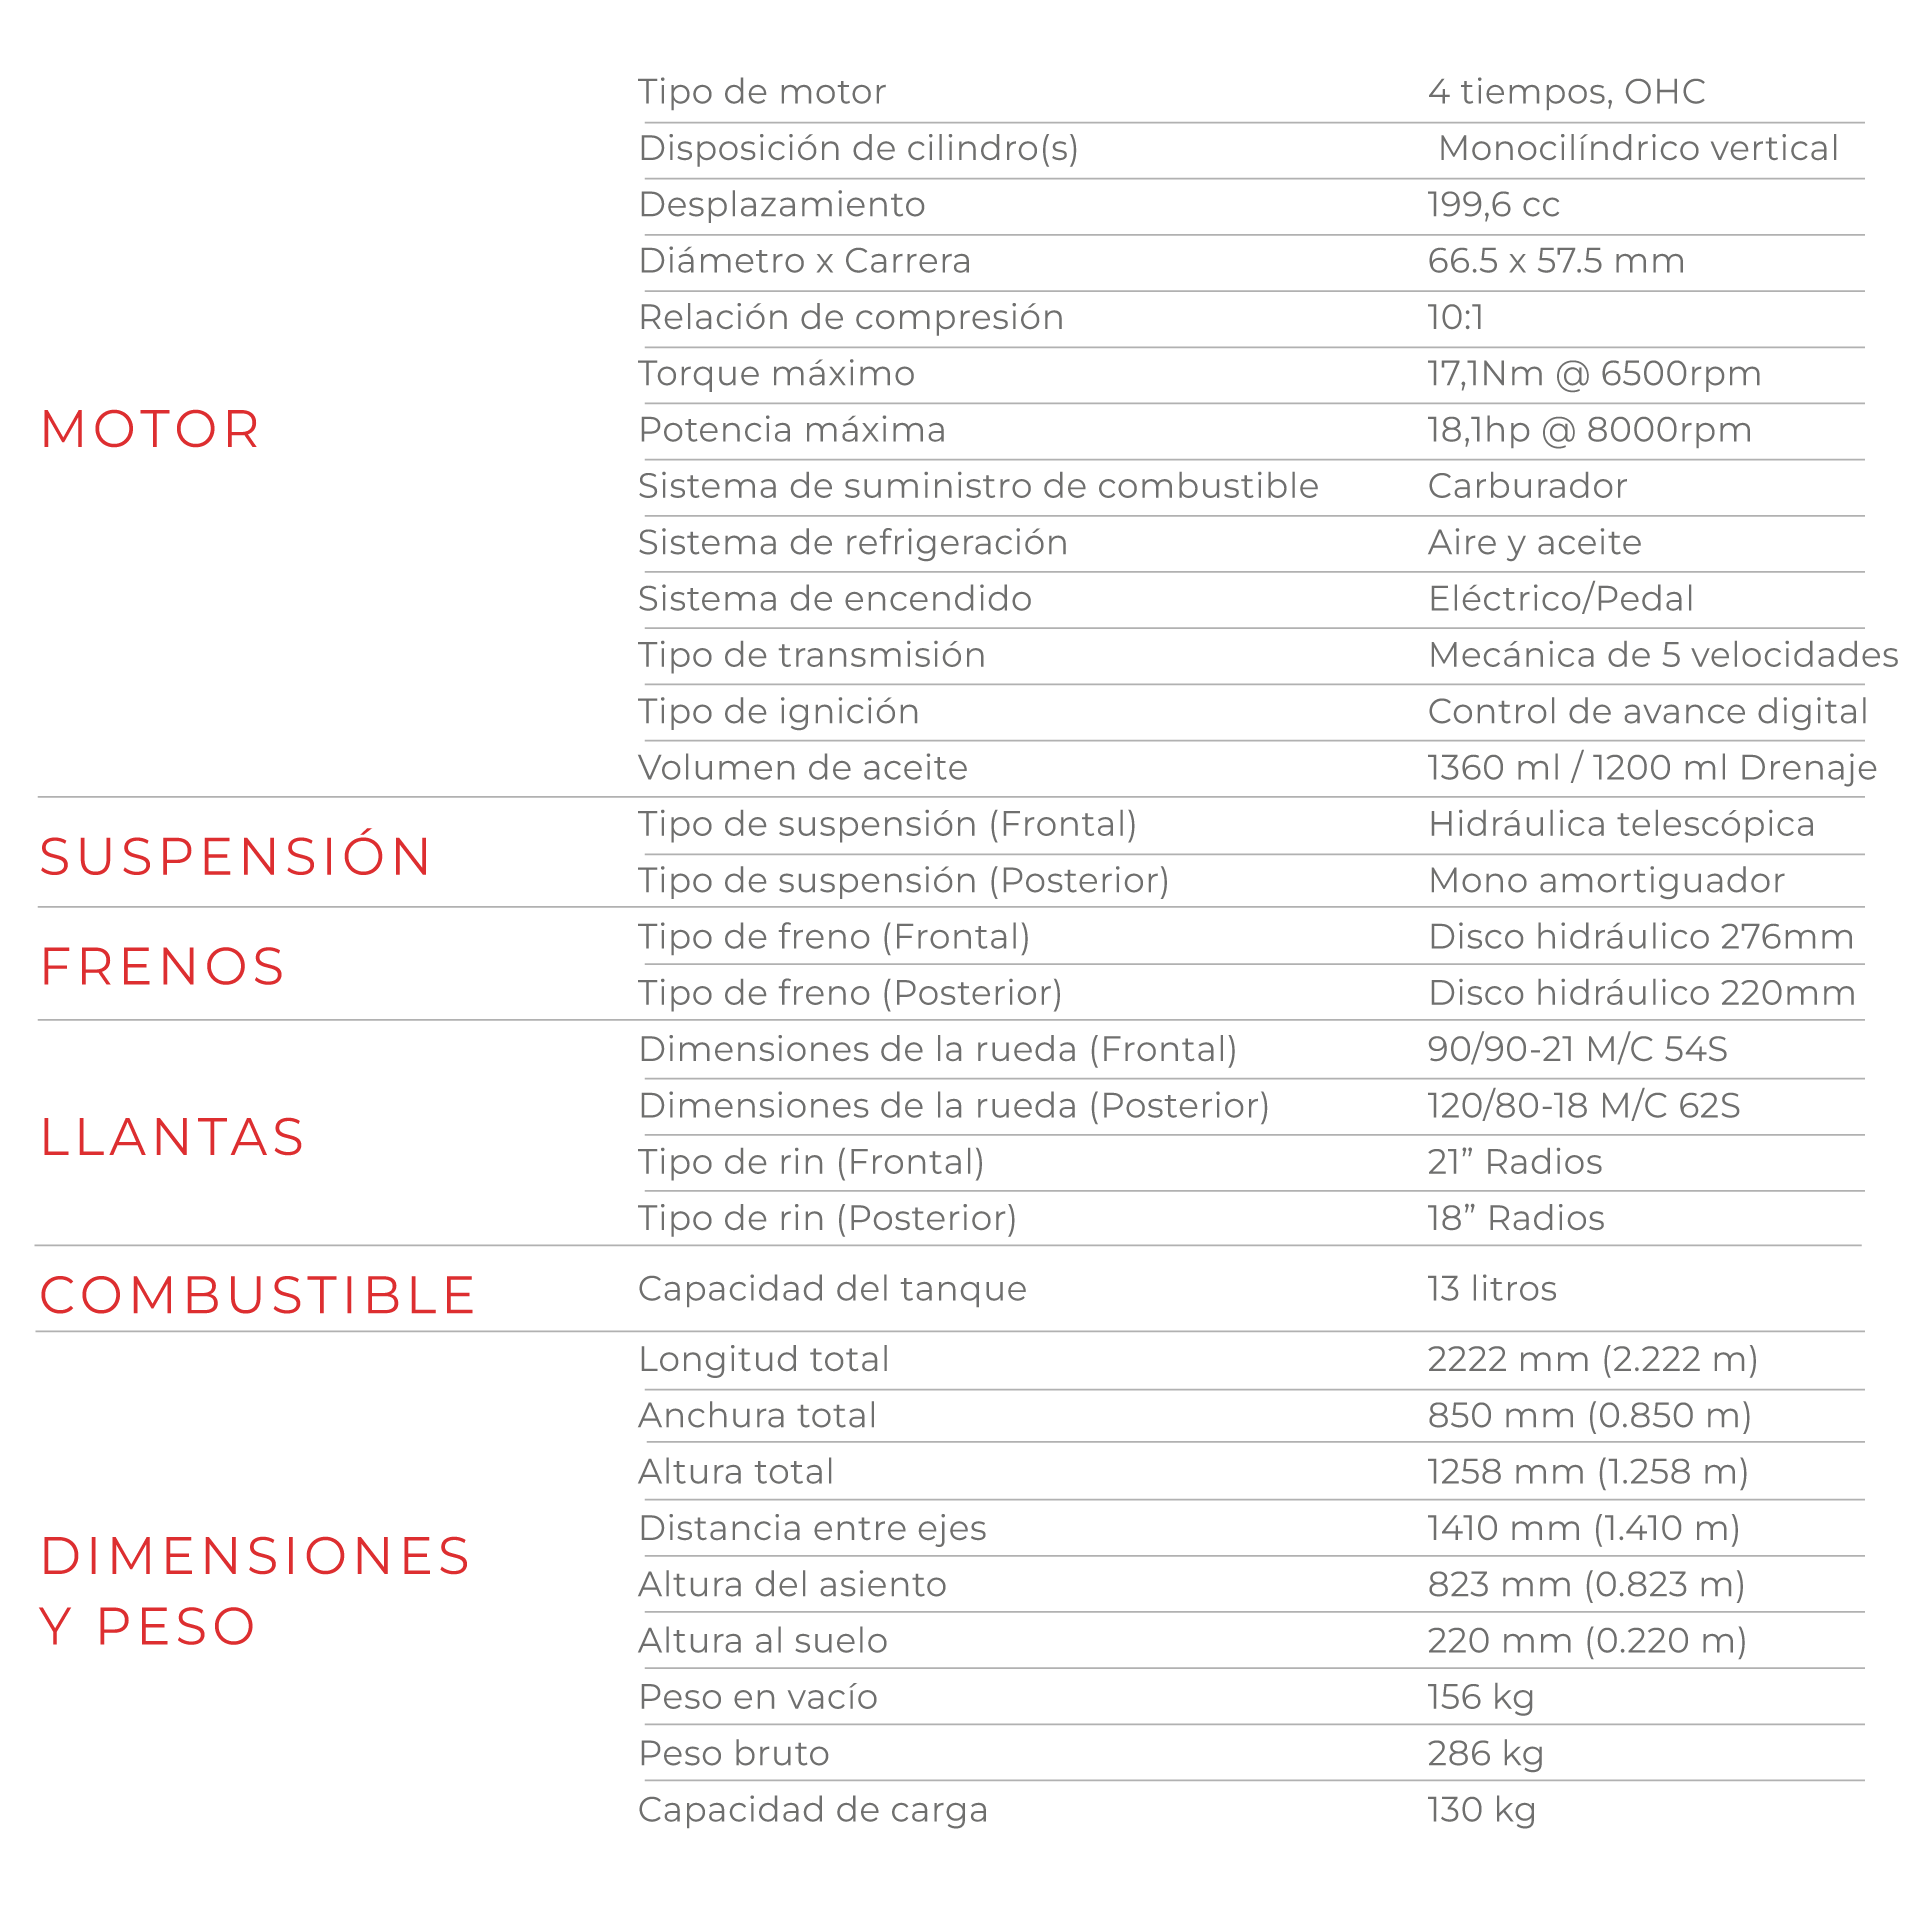 MOTOR
Tipo de motor 4 tiempos, OHC
Disposición de cilindro(s) Monocilíndrico vertical
Desplazamiento 199,6 cc
Diámetro x Carrera 66.5 x 57.5 mm
Relación de compresión 10:1
Torque máximo 17,1Nm @ 6500rpm
Potencia máxima 18,1hp @ 8000rpm
Sistema de suministro de combustible Carburador
Sistema de refrigeración Aire y aceite
Sistema de encendido Eléctrico/Pedal
Tipo de transmisión Mecánica de 5 velocidades
Tipo de ignición Control de avance digital
Volumen de aceite 1360 ml / 1200 ml Drenaje
SUSPENSIÓN
Tipo de suspensión (Frontal) Hidráulica telescópica
Tipo de suspensión (Posterior) Mono amortiguador
FRENOS
Tipo de freno (Frontal) Disco hidráulico 276mm
Tipo de freno (Posterior) Disco hidráulico 220mm
LLANTAS
Dimensiones de la rueda (Frontal) 90/90-21 M/C 54S
Dimensiones de la rueda (Posterior) 120/80-18 M/C 62S
Tipo de rin (Frontal) 21” Radios
Tipo de rin (Posterior) 18” Radios
COMBUSTIBLE
Capacidad del tanque 13 litros
DIMENSIONES
Y PESO
Longitud total 2222 mm (2.222 m)
Anchura total 850 mm (0.850 m)
Altura total 1258 mm (1.258 m)
Distancia entre ejes 1410 mm (1.410 m)
Altura del asiento 823 mm (0.823 m)
Altura al suelo 220 mm (0.220 m)
Peso en vacío 156 kg
Peso bruto 286 kg
Capacidad de carga 130 kg